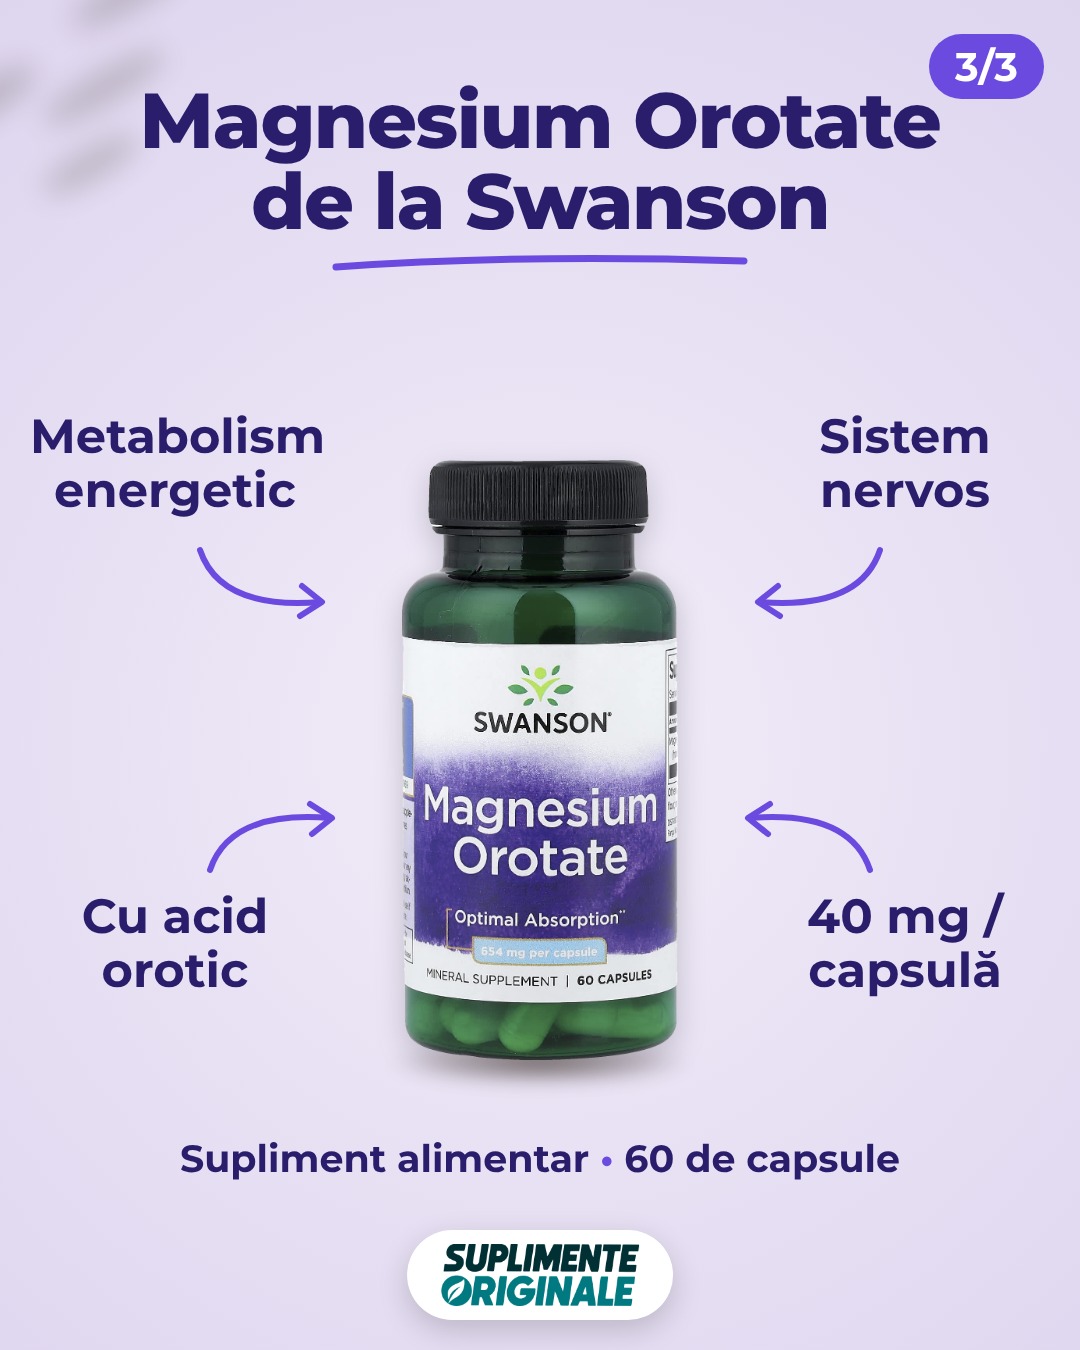 3/3
Magnesium Orotate
de la Swanson
Metabolism
energetic
Sistem
nervos
SWANSON
Magnesium
Orotate
Optimal Absorption
654 mg per capsule
MINERAL SUPPLEMENT | 60 CAPSULES
Cu acid
orotic
40 mg /
capsulă
Supliment alimentar • 60 de capsule
SUPLIMENTE
ORIGINALE